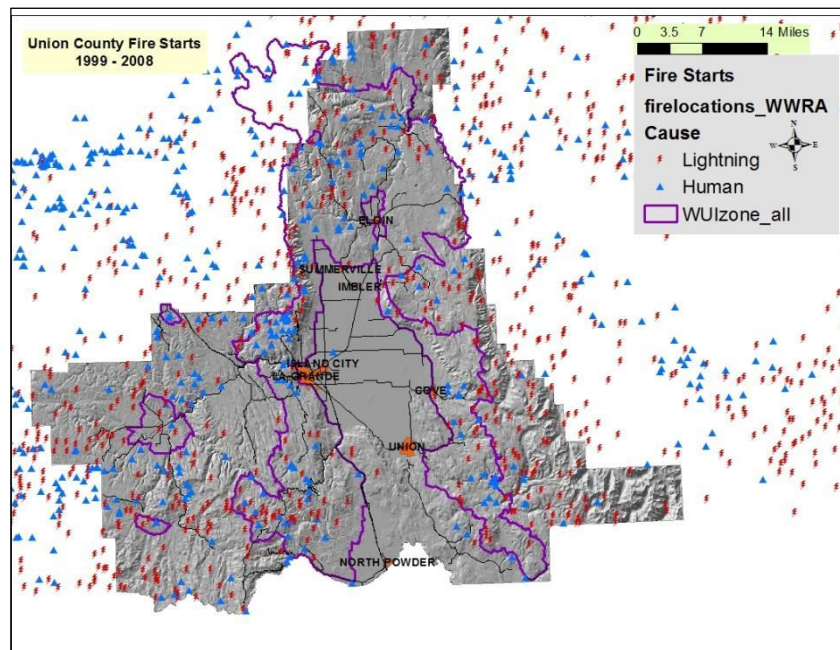 Union County Fire Starts
1999 - 2008
0 3.5 7 14 Miles
Fire Starts
firelocations_WWRA
Cause
N
W E
S
Lightning
Human
WUIzone_all
ELGIN
SUMMERVILLE
IMBLER
ISLAND CITY
LA GRANDE
COVE
UNION
NORTH POWDER